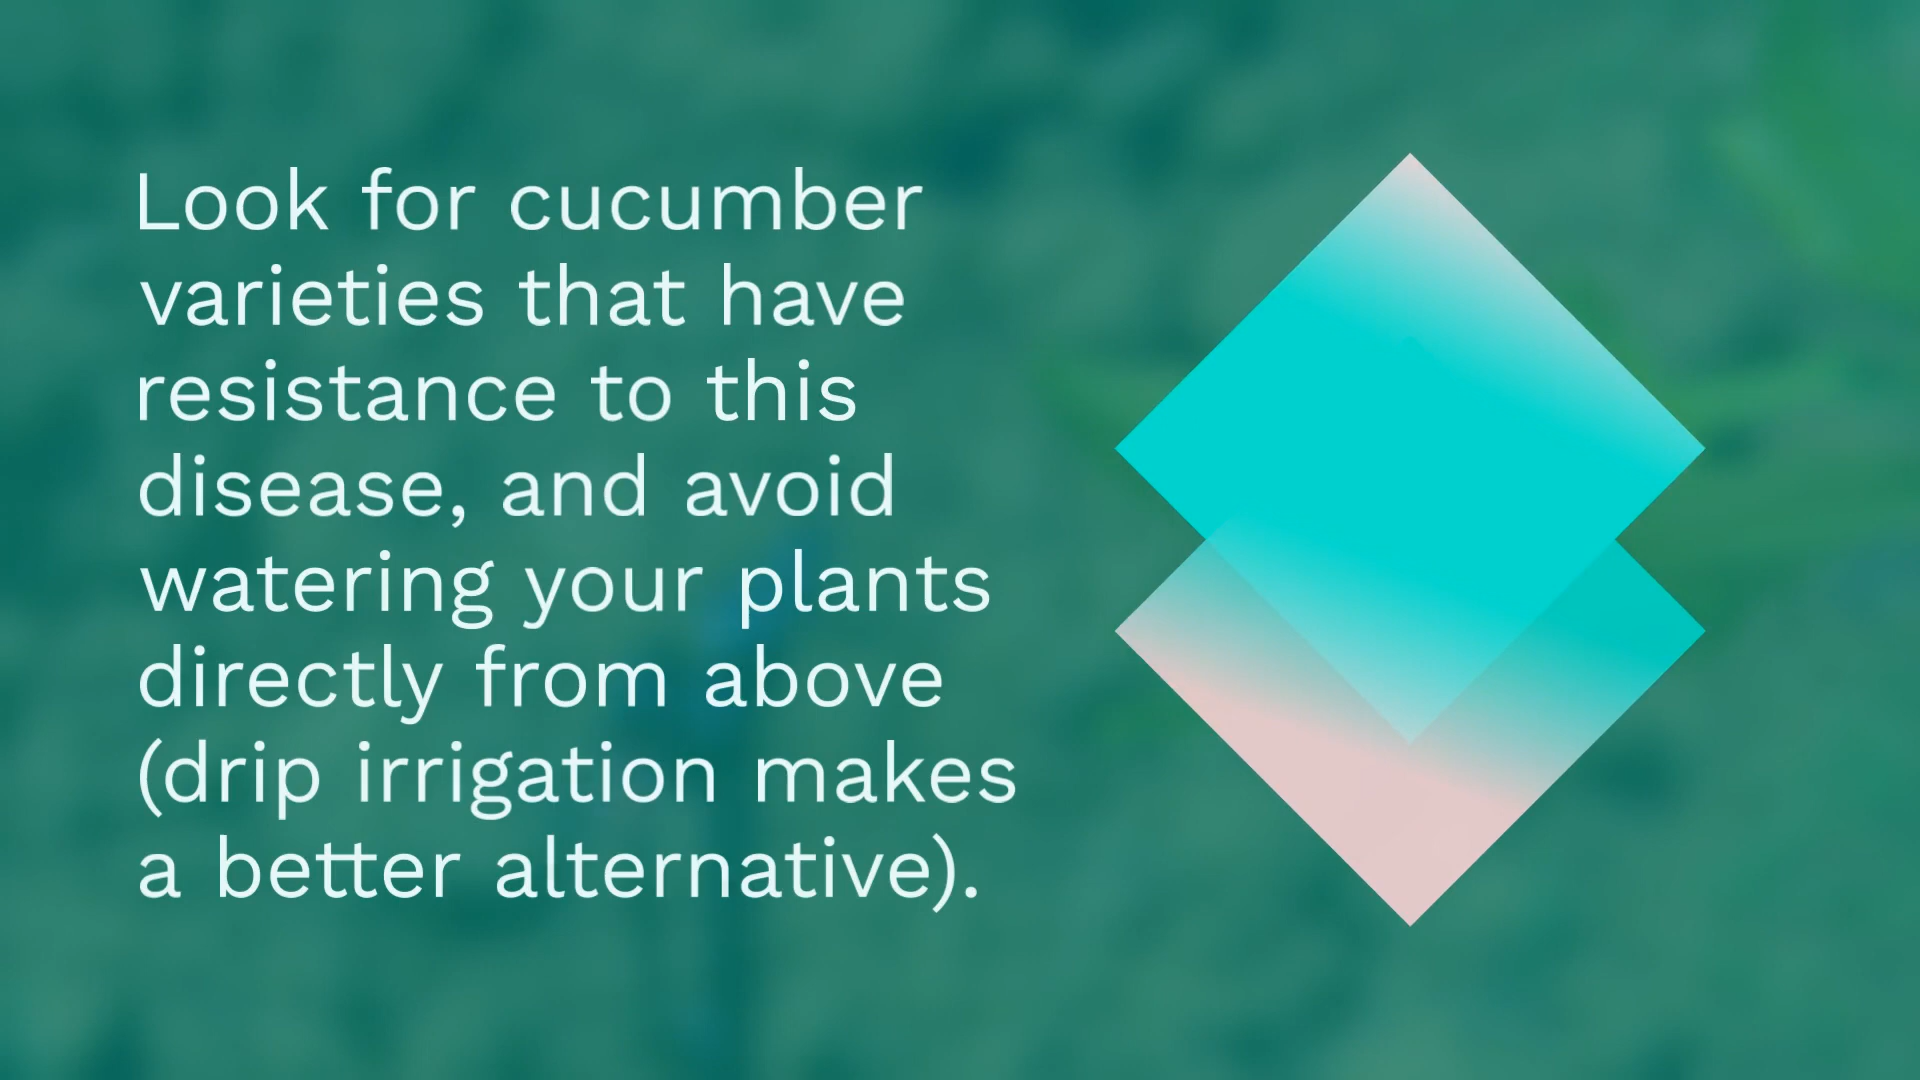 Look for cucumber
varieties that have
resistance to this
disease, and avoid
watering your plants
directly from above
(drip irrigation makes
a better alternative).